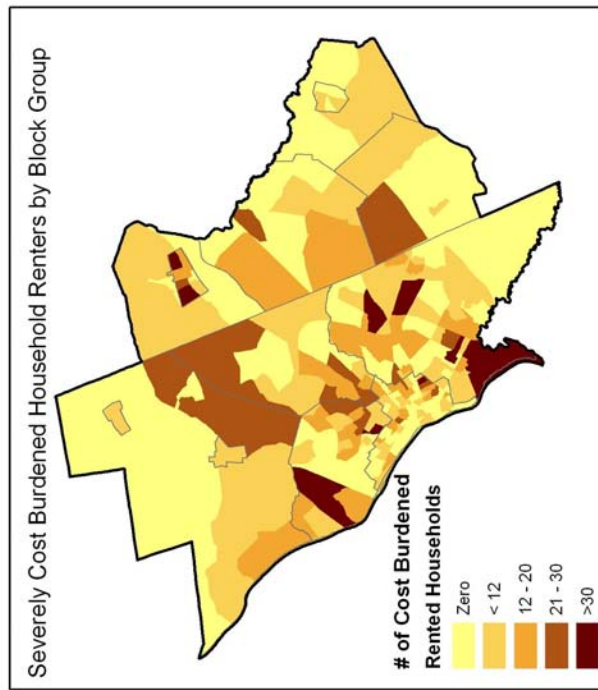 Severely Cost Burdened Household Renters by Block Group
# of Cost Burdened
Rented Households
Zero
< 12
12 - 20
21 - 30
>30